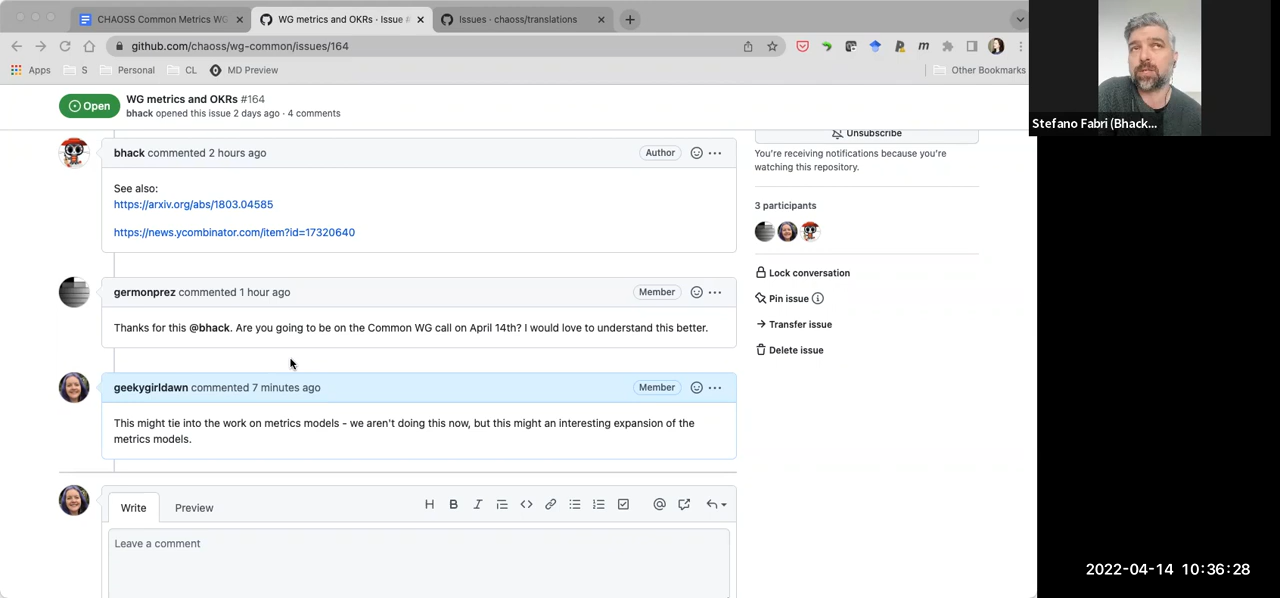 CHAOSS Common Metrics WG
WG metrics and OKRs · Issue #
Issues · chaoss/translations
github.com/chaoss/wg-common/issues/164
Apps
S
Personal
CL
MD Preview
Other Bookmarks
Open
WG metrics and OKRs #164
bhack opened this issue 2 days ago · 4 comments
bhack commented 2 hours ago
Author
See also:
https://arxiv.org/abs/1803.04585
https://news.ycombinator.com/item?id=17320640
germonprez commented 1 hour ago
Member
Thanks for this @bhack. Are you going to be on the Common WG call on April 14th? I would love to understand this better.
geekygirldawn commented 7 minutes ago
Member
This might tie into the work on metrics models - we aren't doing this now, but this might an interesting expansion of the
metrics models.
Write
Preview
Leave a comment
Unsubscribe
You're receiving notifications because you're
watching this repository.
3 participants
Lock conversation
Pin issue
Transfer issue
Delete issue
Stefano Fabri (Bhack...
2022-04-14 10:36:28